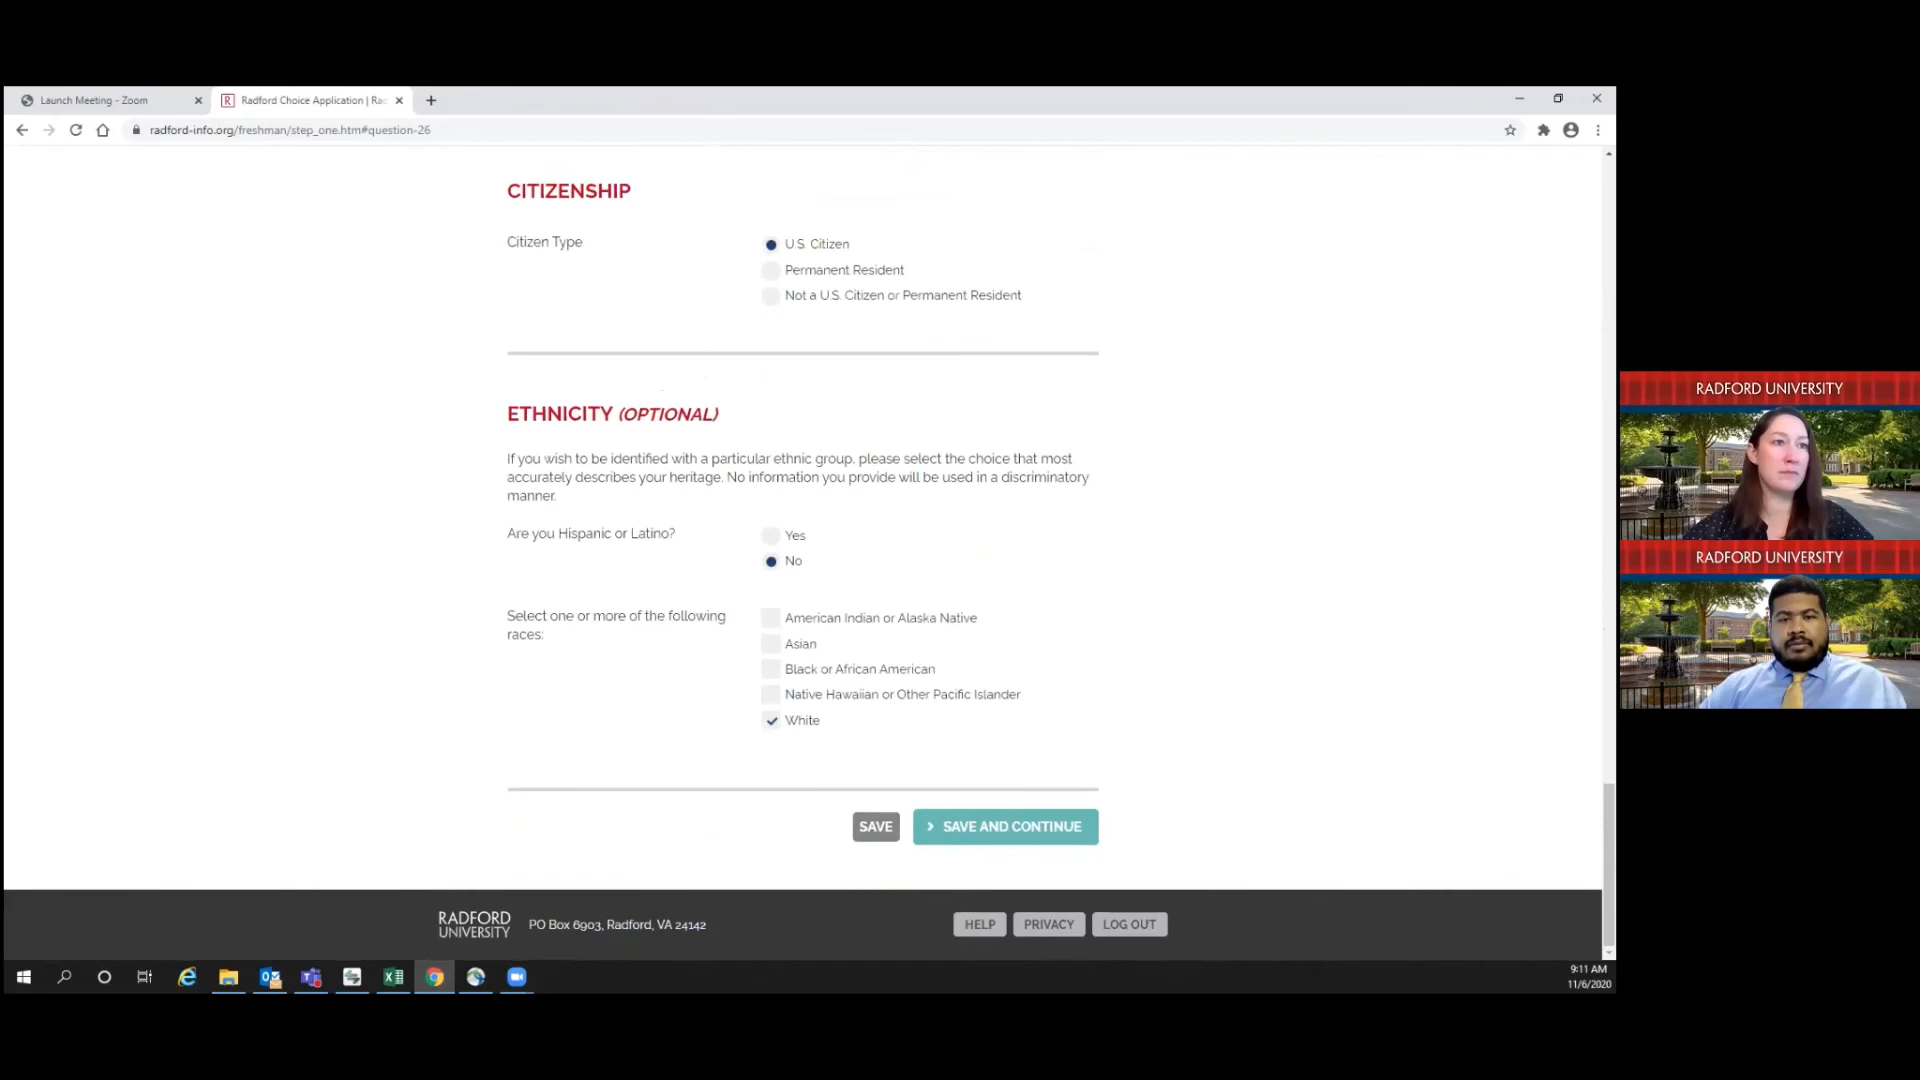 Launch Meeting - Zoom
Radford Choice Application | Rad
radford-info.org/freshman/step_one.htm#question-26
CITIZENSHIP
Citizen Type
U.S. Citizen
Permanent Resident
Not a U.S. Citizen or Permanent Resident
ETHNICITY (OPTIONAL)
If you wish to be identified with a particular ethnic group, please select the choice that most
accurately describes your heritage. No information you provide will be used in a discriminatory
manner.
Are you Hispanic or Latino?
Yes
No
Select one or more of the following
races:
American Indian or Alaska Native
Asian
Black or African American
Native Hawaiian or Other Pacific Islander
White
SAVE
SAVE AND CONTINUE
RADFORD
UNIVERSITY
PO Box 6903, Radford, VA 24142
HELP
PRIVACY
LOG OUT
9:11 AM
11/6/2020
RADFORD UNIVERSITY
RADFORD UNIVERSITY